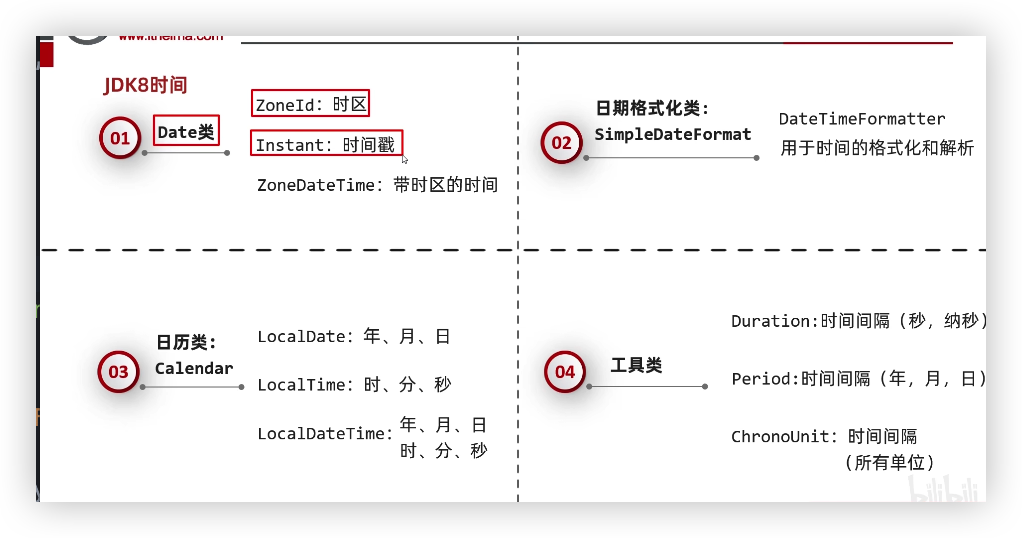 www.itheima.com
JDK8时间
01
Date类
ZoneId：时区
Instant：时间戳
ZoneDateTime：带时区的时间
02
日期格式化类：
SimpleDateFormat
DateTimeFormatter
用于时间的格式化和解析
03
日历类：
Calendar
LocalDate：年、月、日
LocalTime：时、分、秒
LocalDateTime：年、月、日
时、分、秒
04
工具类
Duration:时间间隔（秒，纳秒）
Period:时间间隔（年，月，日）
ChronoUnit：时间间隔
（所有单位）
bilibili